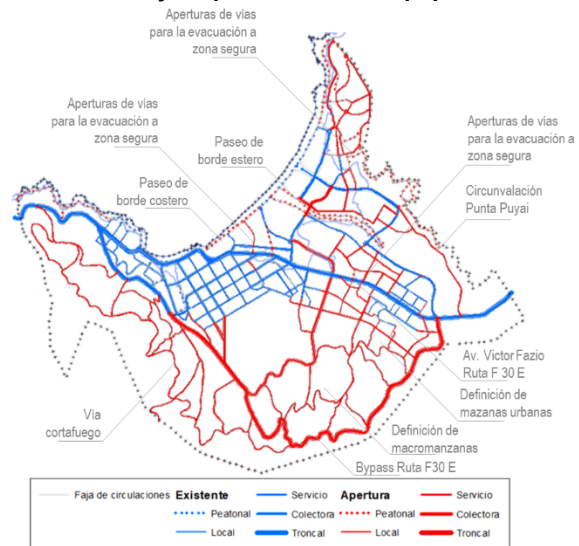 Aperturas de vías
para la evacuación a
zona segura
Aperturas de vías
para la evacuación a
zona segura
Paseo de
borde estero
Paseo de
borde costero
Aperturas de vías
para la evacuación a
zona segura
Circunvalación
Punta Puyai
Av. Victor Fazio
Ruta F 30 E
Definición de
mazanas urbanas
Definición de
macromanzanas
Bypass Ruta F30 E
Vía
cortafuego
Faja de circulaciones Existente Servicio Apertura Servicio
Peatonal Colectora Peatonal Colectora
Local Troncal Local Troncal